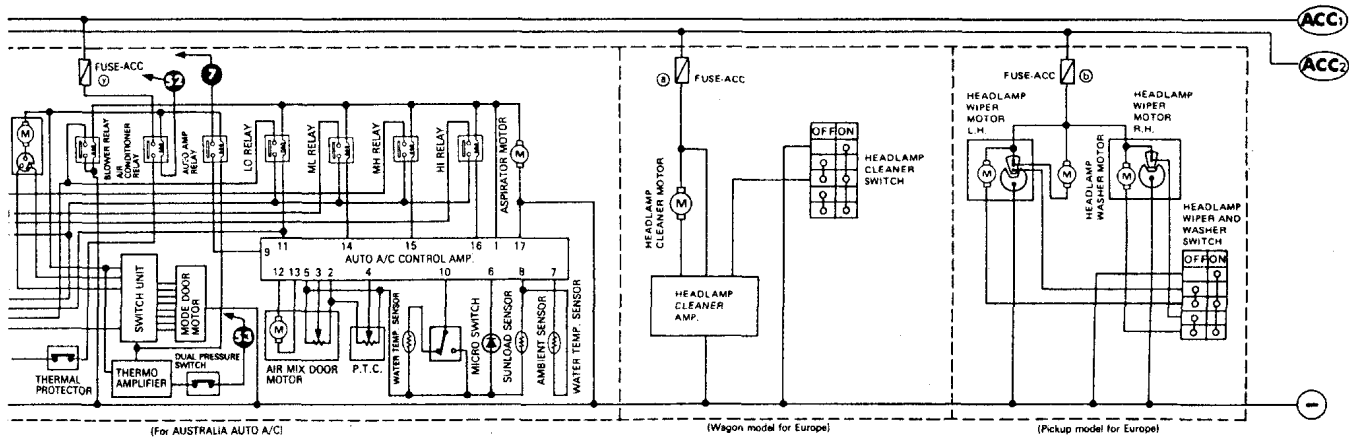 ACC1
ACC2
FUSE-ACC
y
32
7
M
BLOWER RELAY
AIR CONDITIONER RELAY
AUTO AMP RELAY
LO RELAY
ML RELAY
MH RELAY
HI RELAY
ASPIRATOR MOTOR
M
9
11
14
15
16
1
17
AUTO A/C CONTROL AMP.
12
13
5
3
2
4
10
6
8
7
SWITCH UNIT
MODE DOOR MOTOR
33
DUAL PRESSURE SWITCH
THERMAL PROTECTOR
THERMO AMPLIFIER
M
AIR MIX DOOR MOTOR
P.T.C.
WATER TEMP. SENSOR
MICRO SWITCH
SUNLOAD SENSOR
AMBIENT SENSOR
WATER TEMP. SENSOR
(For AUSTRALIA AUTO A/C)
a
FUSE-ACC
HEADLAMP CLEANER MOTOR
M
OFF ON
HEADLAMP
CLEANER
SWITCH
HEADLAMP
CLEANER
AMP.
(Wagon model for Europe)
FUSE-ACC
b
HEADLAMP
WIPER
MOTOR
L.H.
HEADLAMP
WIPER
MOTOR
R.H.
M
M
M
HEADLAMP WASHER MOTOR
HEADLAMP
WIPER AND
WASHER
SWITCH
OFF ON
(Pickup model for Europe)
−